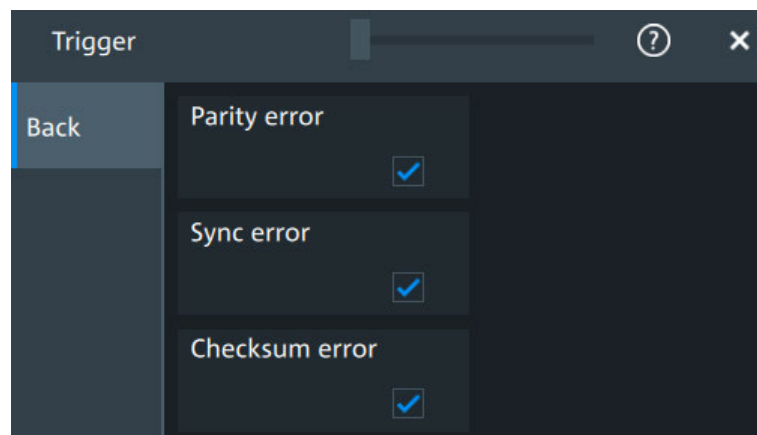 Trigger
?
×
Back
Parity error
Sync error
Checksum error